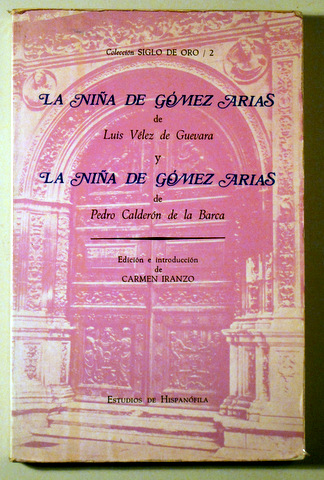 Colección SIGLO DE ORO / 2
LA NIÑA DE GÓMEZ ARIAS
de
Luis Vélez de Guevara
y
LA NIÑA DE GÓMEZ ARIAS
de
Pedro Calderón de la Barca
Edición e introducción
de
CARMEN IRANZO
ESTUDIOS DE HISPANÓFILA